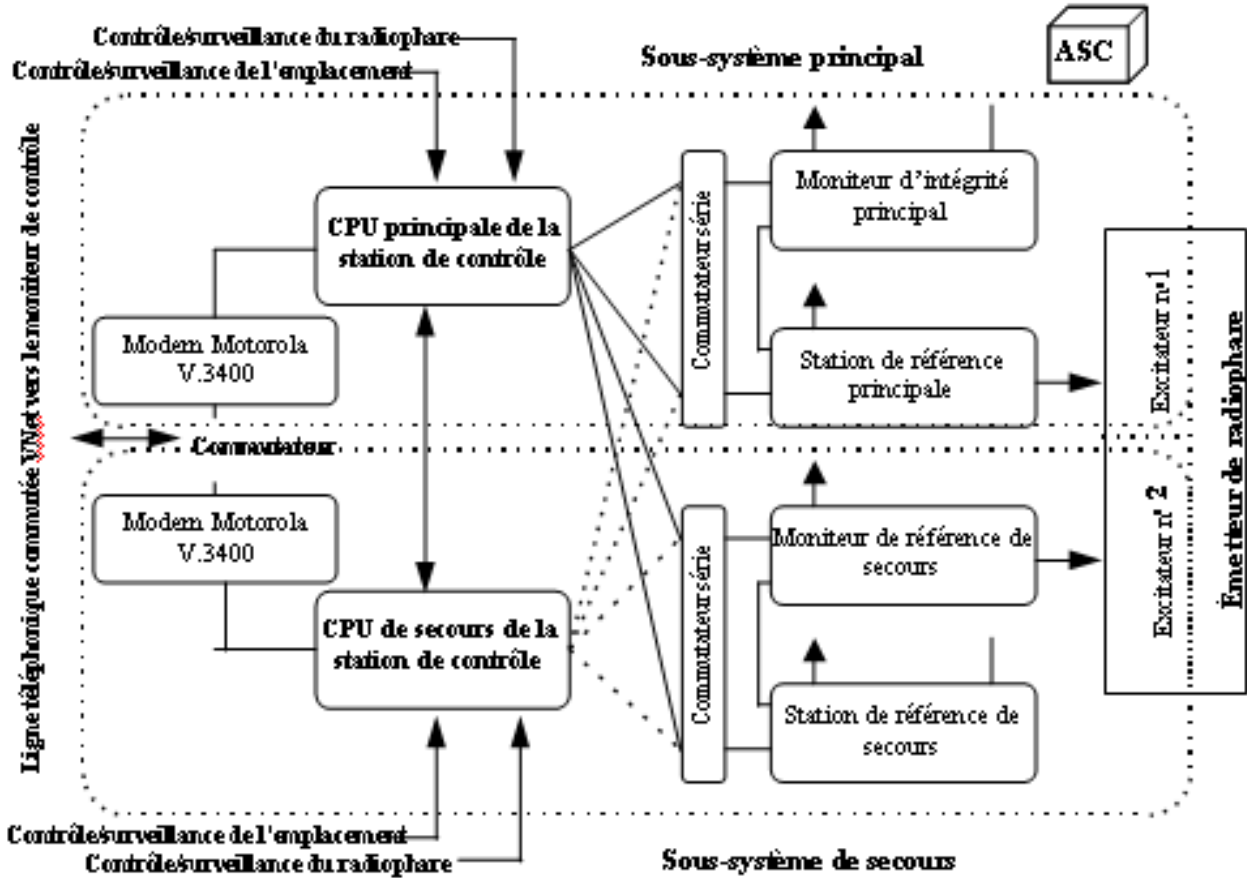 Contrôle/surveillance du radiophare
Contrôle/surveillance de l'emplacement
Sous-système principal
ASC
Ligne téléphonique commutée VNet vers le moniteur de contrôle
CPU principale de la
station de contrôle
Commutateur série
Moniteur d'intégrité
principal
Modem Motorola
V.3400
Station de référence
principale
Excitateur nº 1
Émetteur de radiophare
Commutateur
Modem Motorola
V.3400
Commutateur série
Moniteur de référence de
secours
Excitateur nº 2
CPU de secours de la
station de contrôle
Station de référence de
secours
Contrôle/surveillance de l'emplacement
Contrôle/surveillance du radiophare
Sous-système de secours